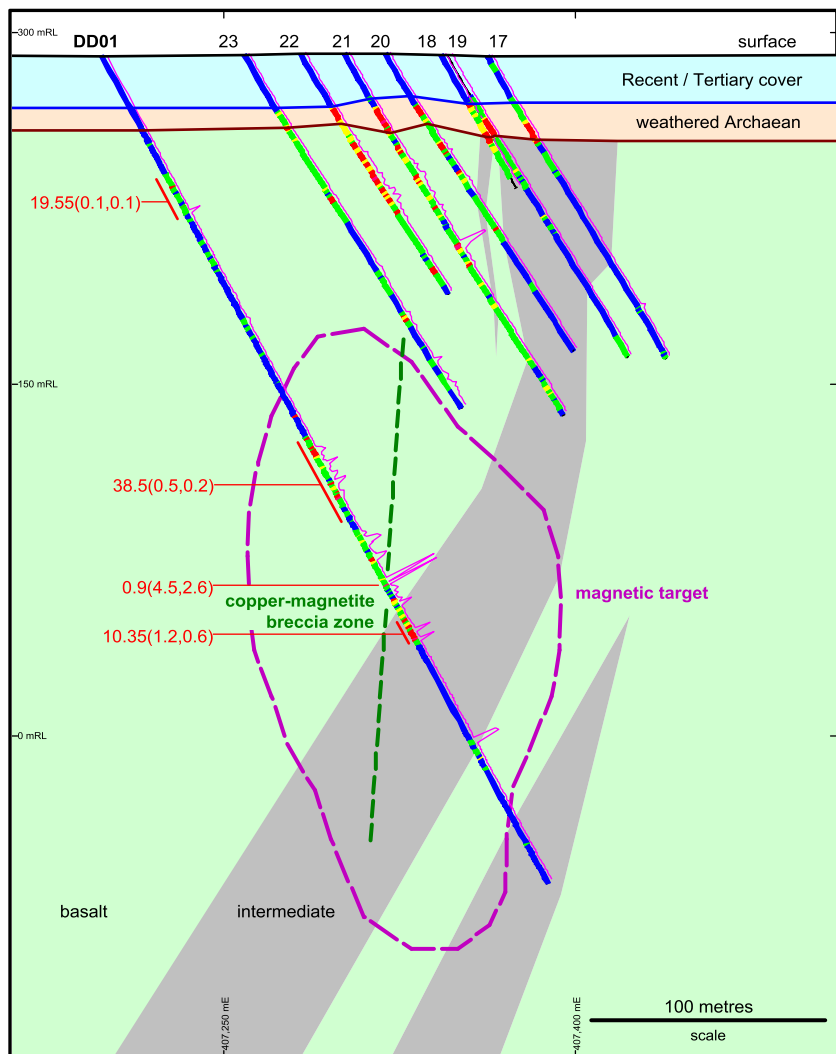 300 mRL
DD01 23 22 21 20 18 19 17 surface
Recent / Tertiary cover
weathered Archaean
19.55(0.1,0.1)
150 mRL
38.5(0.5,0.2)
0.9(4.5,2.6)
copper-magnetite
breccia zone
magnetic target
10.35(1.2,0.6)
0 mRL
basalt
intermediate
407,250 mE
407,400 mE
100 metres
scale